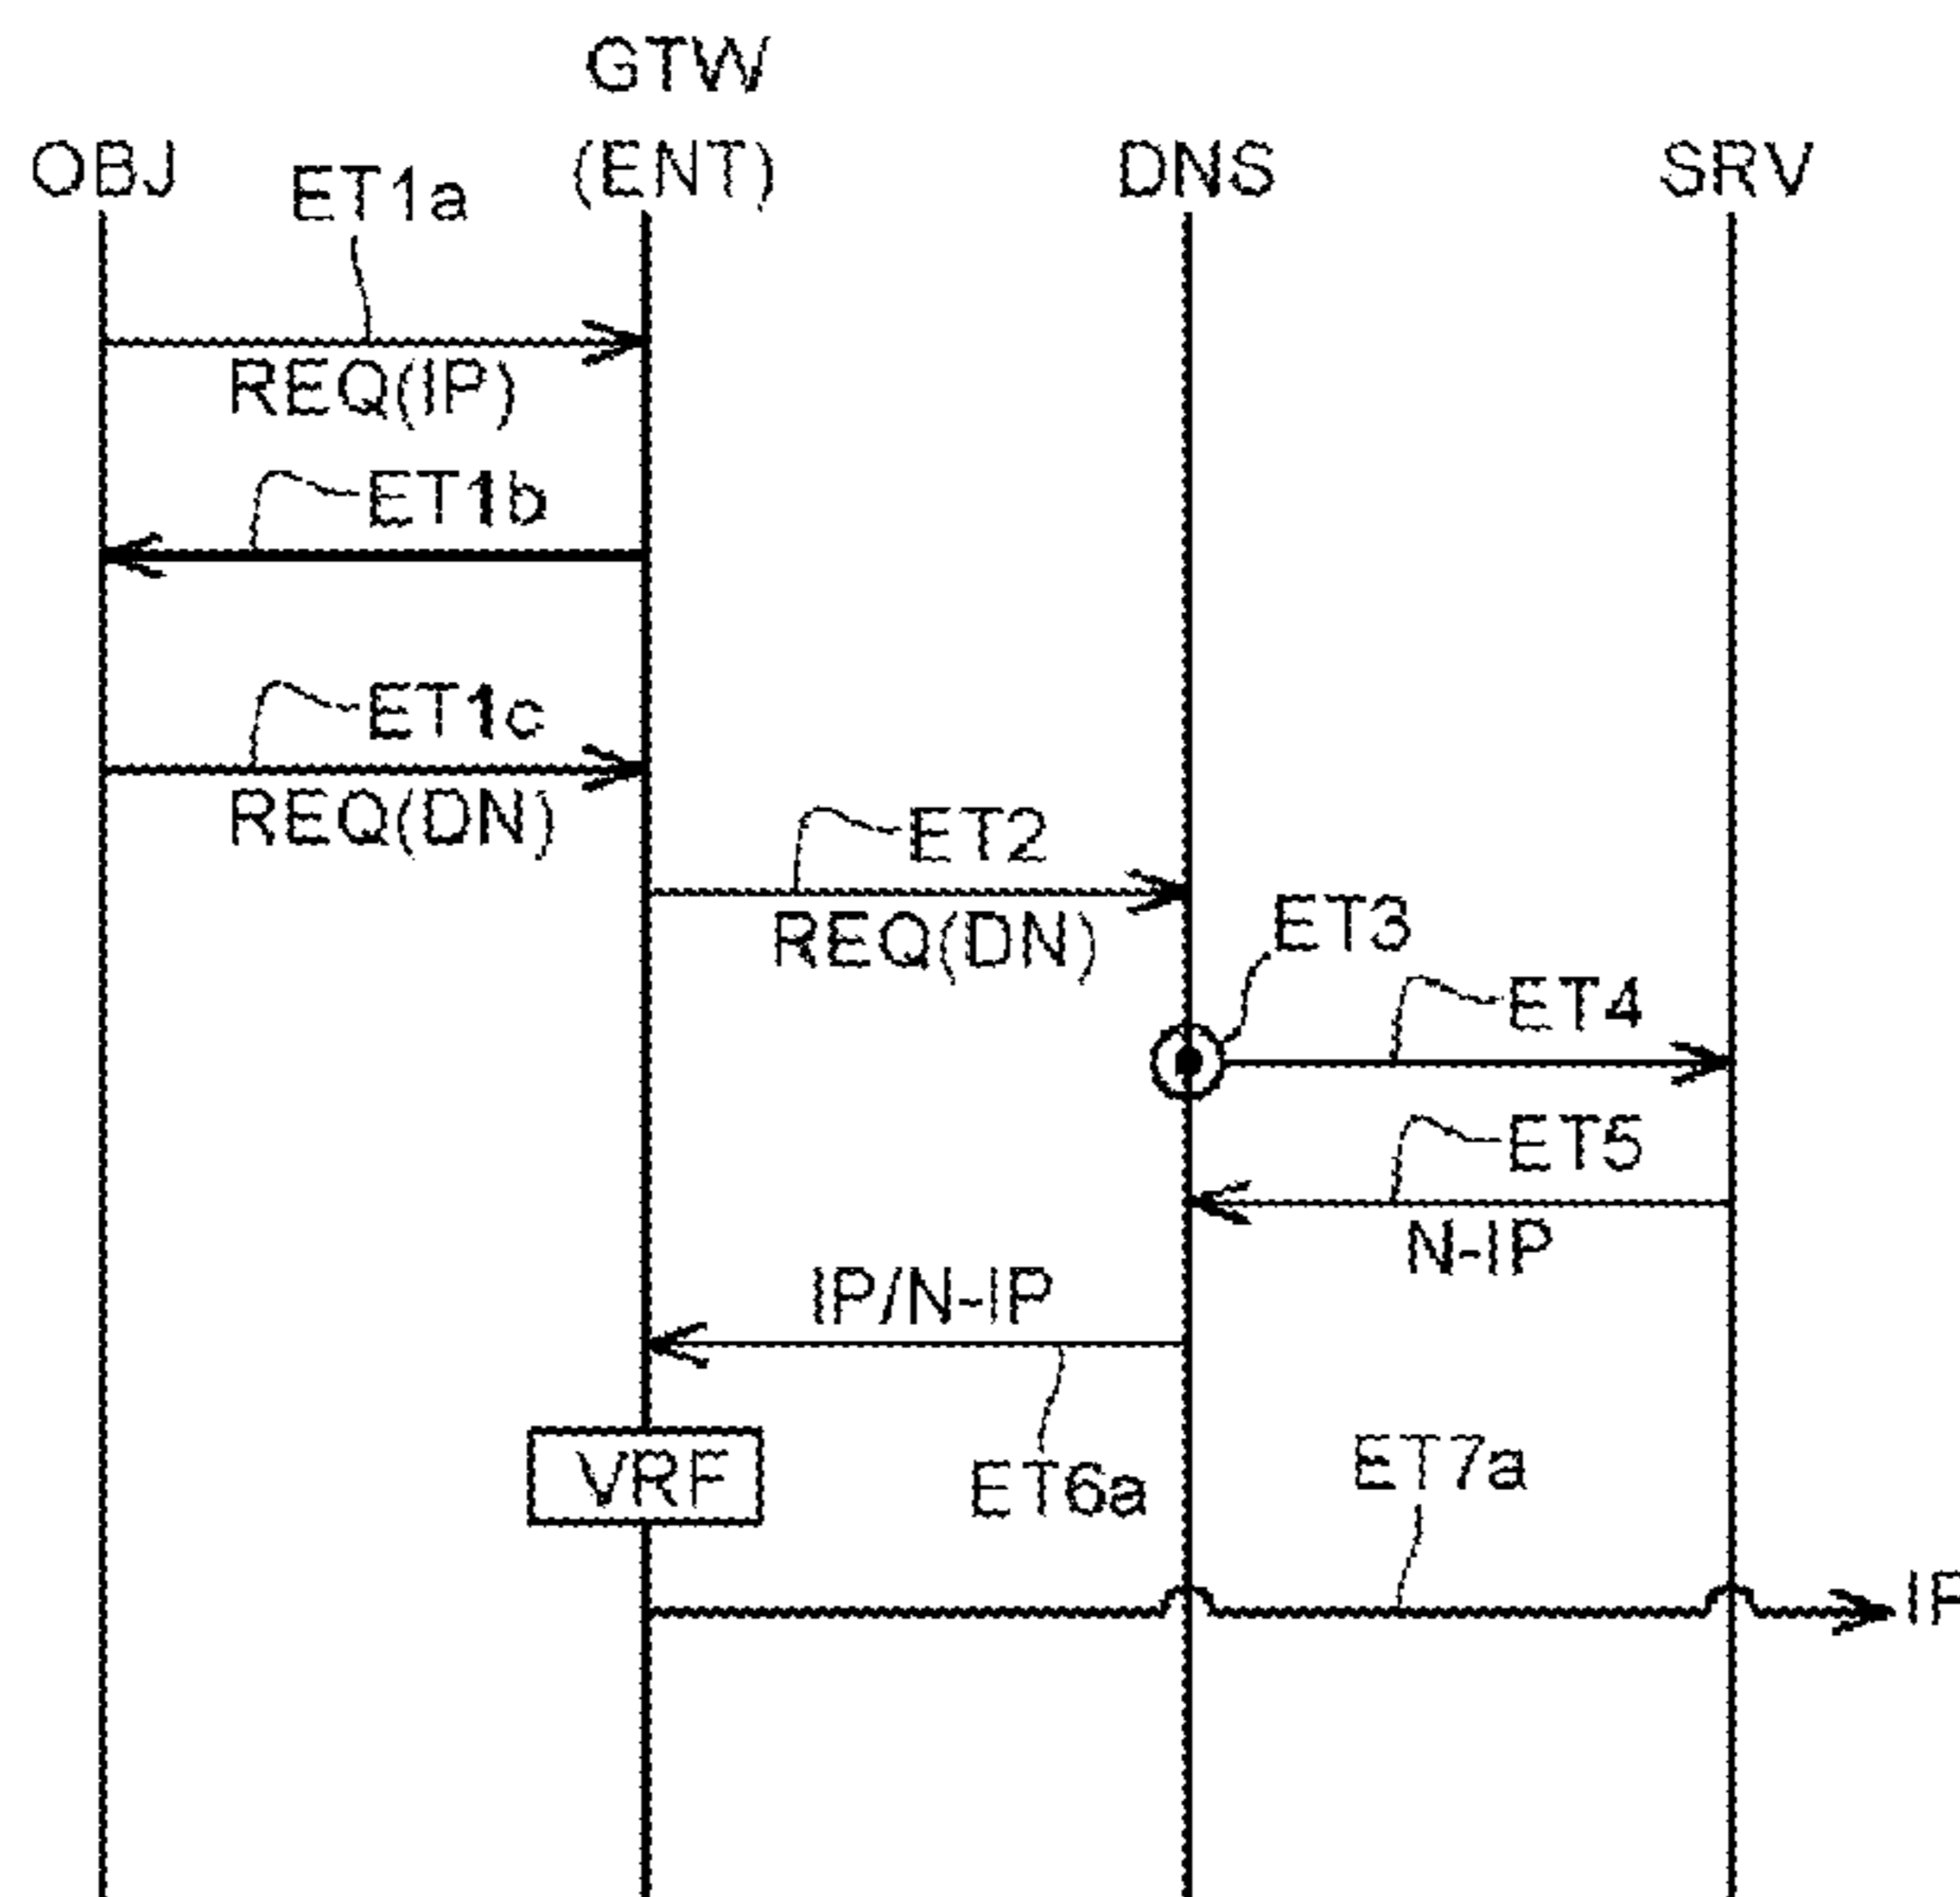 GTW
OBJ
(ENT)
DNS
SRV
ET1a
REQ(IP)
ET1b
ET1c
REQ(DN)
ET2
REQ(DN)
ET3
ET4
ET5
N-IP
IP/N-IP
VRF
ET6a
ET7a
IP